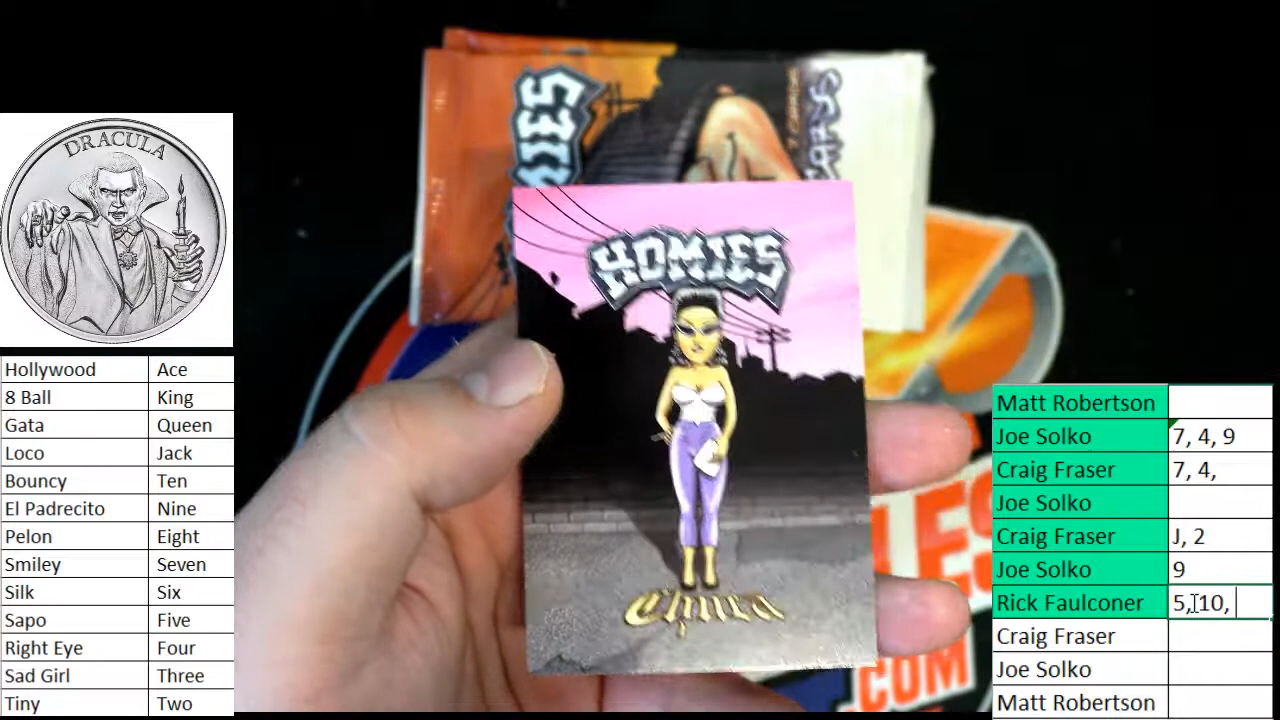 DRACULA
Hollywood Ace
8 Ball King
Gata Queen
Loco Jack
Bouncy Ten
El Padrecito Nine
Pelon Eight
Smiley Seven
Silk Six
Sapo Five
Right Eye Four
Sad Girl Three
Tiny Two
HOMIES
Matt Robertson
Joe Solko 7, 4, 9
Craig Fraser 7, 4,
Joe Solko
Craig Fraser J, 2
Joe Solko 9
Rick Faulconer 5, 10,
Craig Fraser
Joe Solko
Matt Robertson
.COM